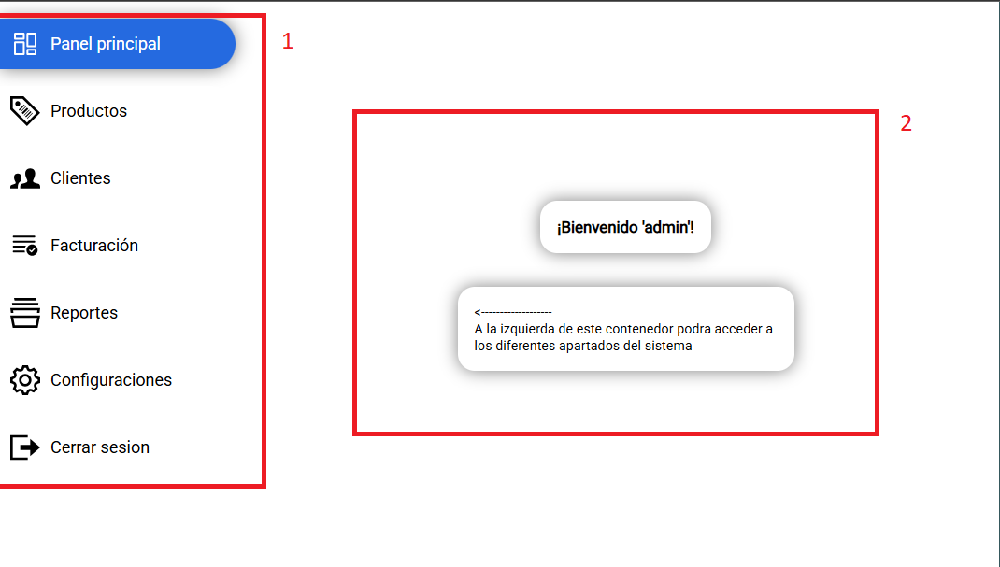 Panel principal
1
Productos
2
Clientes
¡Bienvenido 'admin'!
Facturación
Reportes
<-------------------
A la izquierda de este contenedor podra acceder a
los diferentes apartados del sistema
Configuraciones
Cerrar sesion